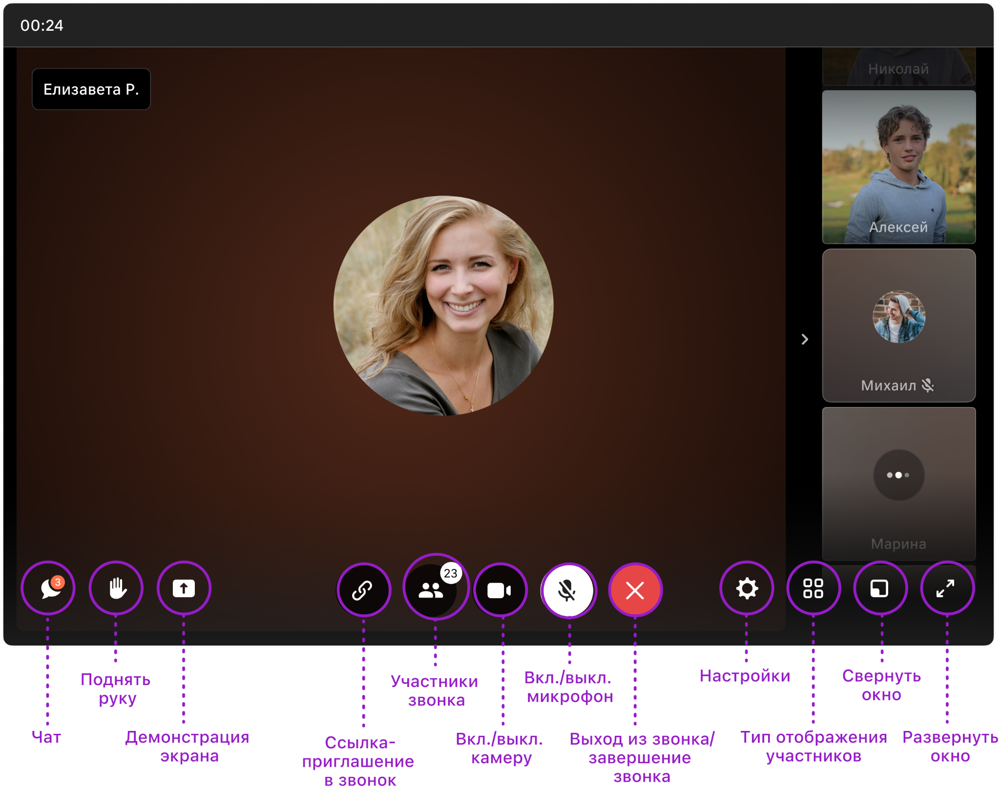 00:24
Елизавета Р.
Николай
Алексей
Михаил
Марина
3
23
Поднять
руку
Участники
звонка
Вкл./выкл.
микрофон
Настройки
Свернуть
окно
Чат
Демонстрация
экрана
Ссылка-
приглашение
в звонок
Вкл./выкл.
камеру
Выход из звонка/
завершение
звонка
Тип отображения
участников
Развернуть
окно